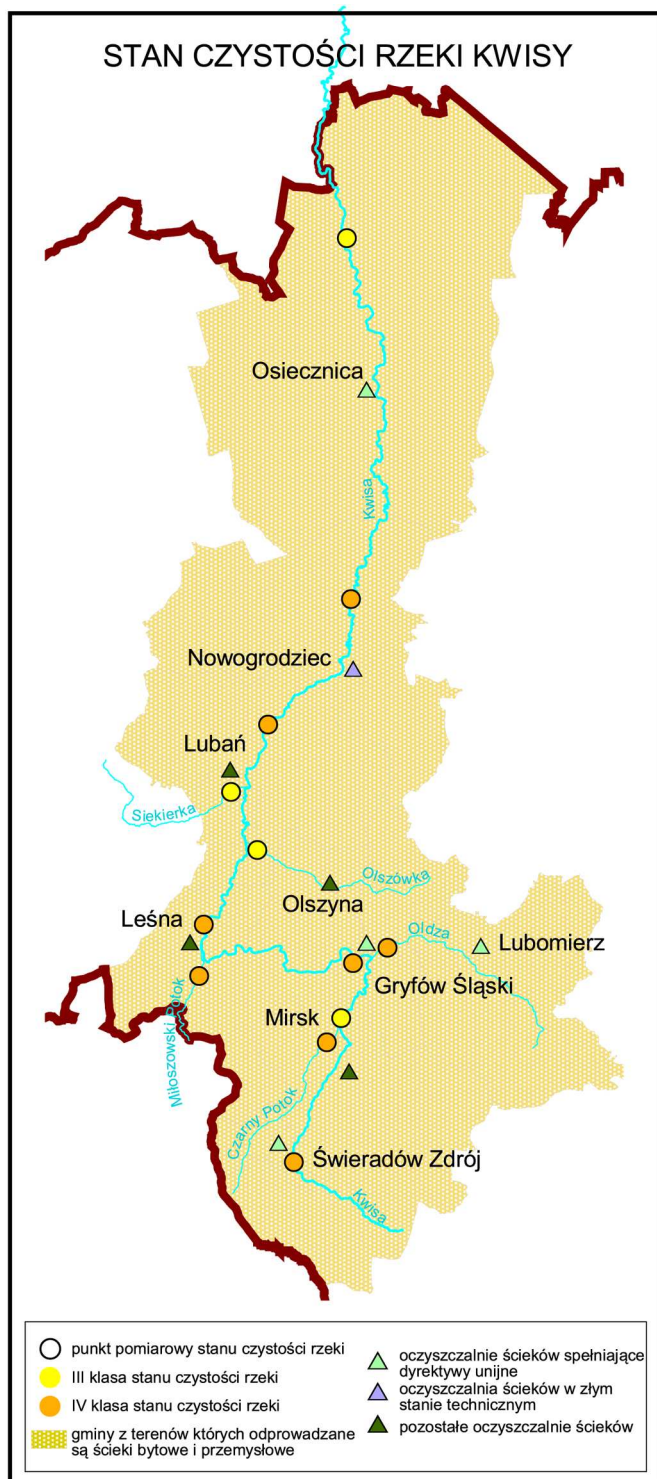 STAN CZYSTOŚCI RZEKI KWISY
Osiecznica
Kwisa
Nowogrodziec
Lubań
Siekierka
Olszówka
Olszyna
Leśna
Oldza
Lubomierz
Gryfów Śląski
Mirsk
Miłoszowski Potok
Czarny Potok
Świeradów Zdrój
Kwisa
punkt pomiarowy stanu czystości rzeki
III klasa stanu czystości rzeki
IV klasa stanu czystości rzeki
gminy z terenów których odprowadzane
są ścieki bytowe i przemysłowe
oczyszczalnie ścieków spełniające
dyrektywy unijne
oczyszczalnia ścieków w złym
stanie technicznym
pozostałe oczyszczalnie ścieków